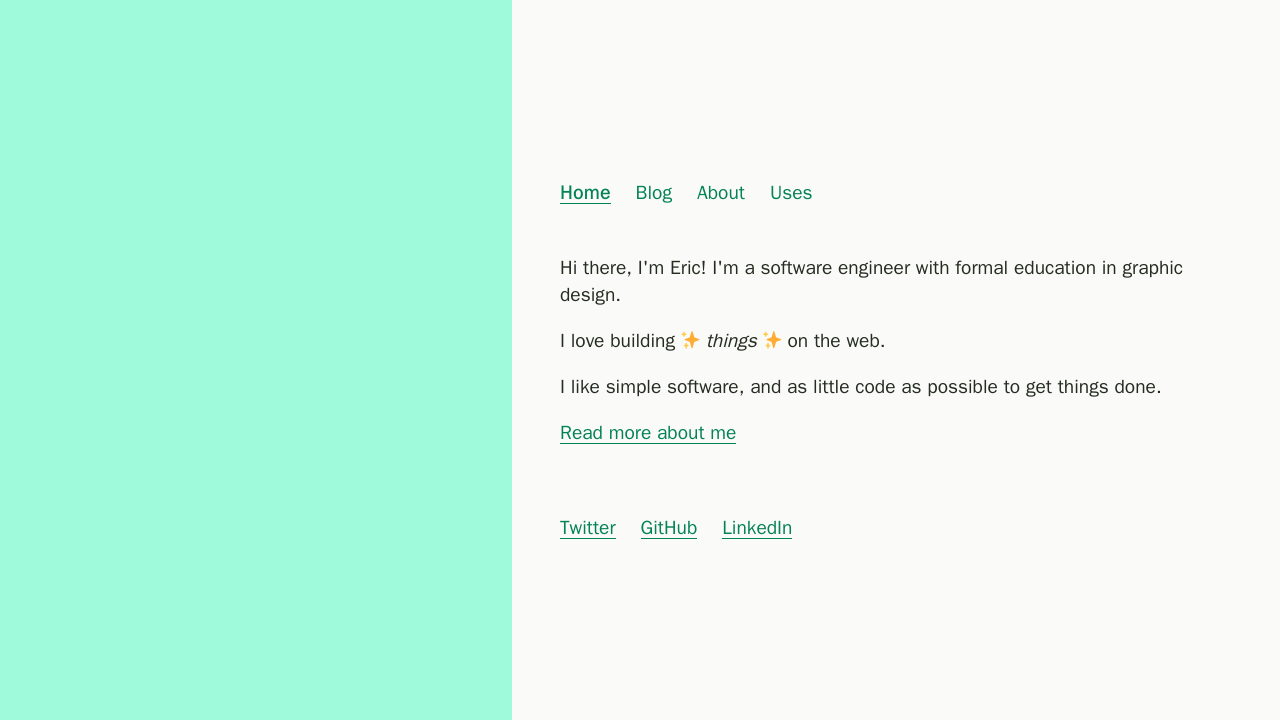 Home Blog About Uses
Hi there, I'm Eric! I'm a software engineer with formal education in graphic
design.
I love building ✨ things ✨ on the web.
I like simple software, and as little code as possible to get things done.
Read more about me
Twitter GitHub LinkedIn